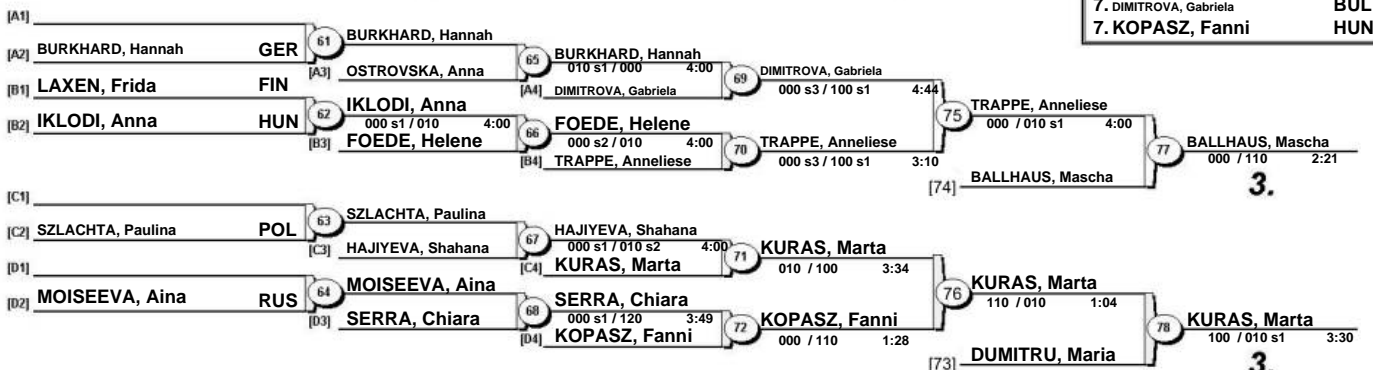 7. DIMITROVA, Gabriela BUL
7. KOPASZ, Fanni HUN
[A1]
[A2] BURKHARD, Hannah GER
61
BURKHARD, Hannah
[A3] OSTROVSKA, Anna
65
BURKHARD, Hannah
010 s1 / 000 4:00
[A4] DIMITROVA, Gabriela
69
DIMITROVA, Gabriela
000 s3 / 100 s1 4:44
[B1] LAXEN, Frida FIN
[B2] IKLODI, Anna HUN
62
IKLODI, Anna
000 s1 / 010 4:00
[B3] FOEDE, Helene
66
FOEDE, Helene
000 s2 / 010 4:00
[B4] TRAPPE, Anneliese
70
TRAPPE, Anneliese
000 s3 / 100 s1 3:10
75
TRAPPE, Anneliese
000 / 010 s1 4:00
[74] BALLHAUS, Mascha
77
BALLHAUS, Mascha
000 / 110 2:21
3.
[C1]
[C2] SZLACHTA, Paulina POL
63
SZLACHTA, Paulina
[C3] HAJIYEVA, Shahana
67
HAJIYEVA, Shahana
000 s1 / 010 s2 4:00
[C4] KURAS, Marta
71
KURAS, Marta
010 / 100 3:34
[D1]
[D2] MOISEEVA, Aina RUS
64
MOISEEVA, Aina
[D3] SERRA, Chiara
68
SERRA, Chiara
000 s1 / 120 3:49
[D4] KOPASZ, Fanni
72
KOPASZ, Fanni
000 / 110 1:28
76
KURAS, Marta
110 / 010 1:04
[73] DUMITRU, Maria
78
KURAS, Marta
100 / 010 s1 3:30
3.